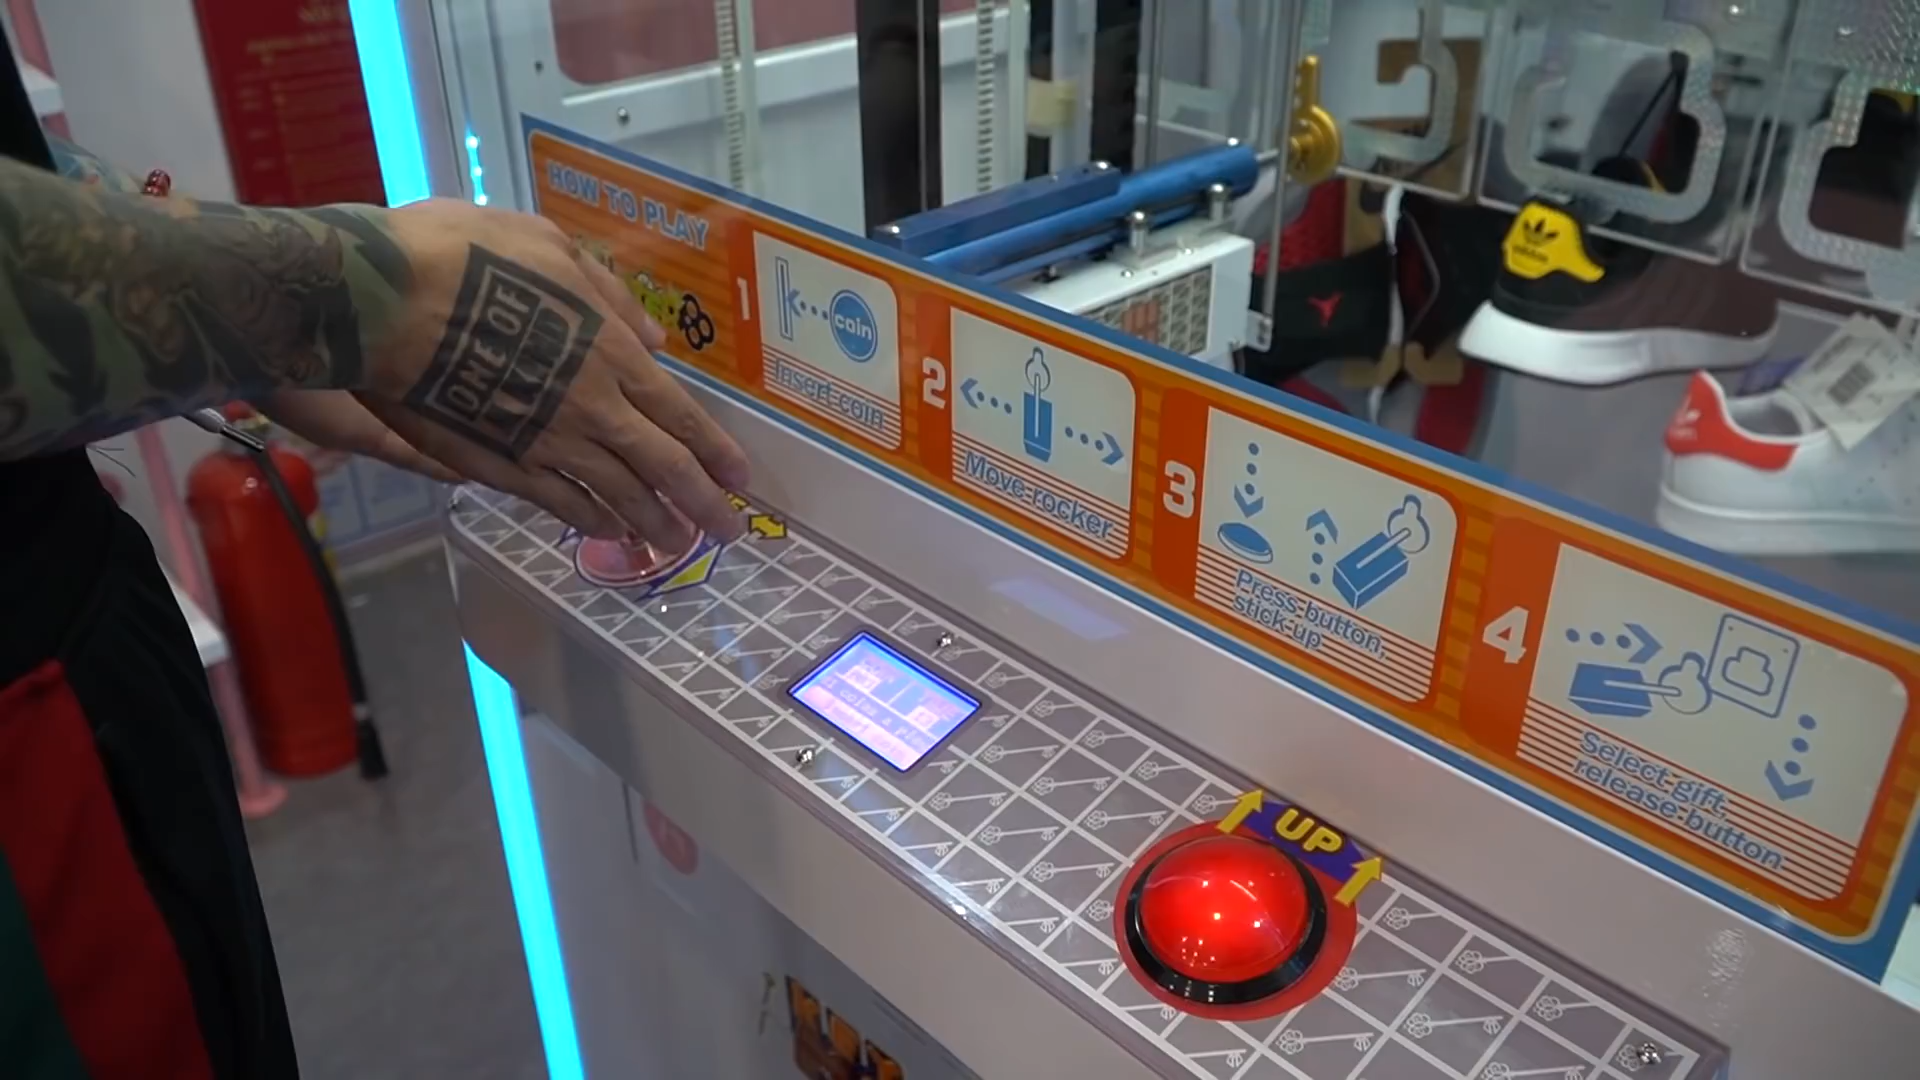 HOW TO PLAY
1
coin
Insert coin
2
Move rocker
3
Press button,
stick up
4
Select gift,
release button
ONE OF
UP
adidas